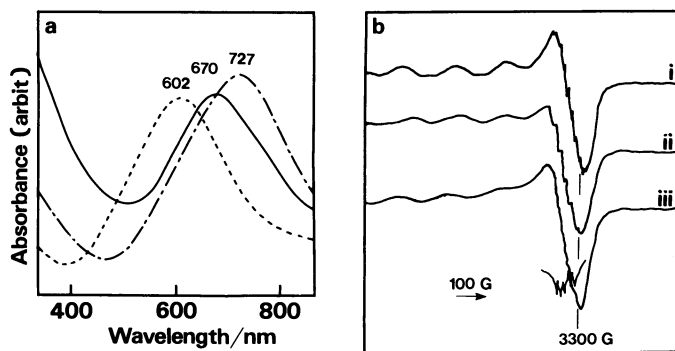 a
602
670
727
Absorbance (arbit)
400
600
800
Wavelength/nm
b
i
ii
iii
100 G
3300 G